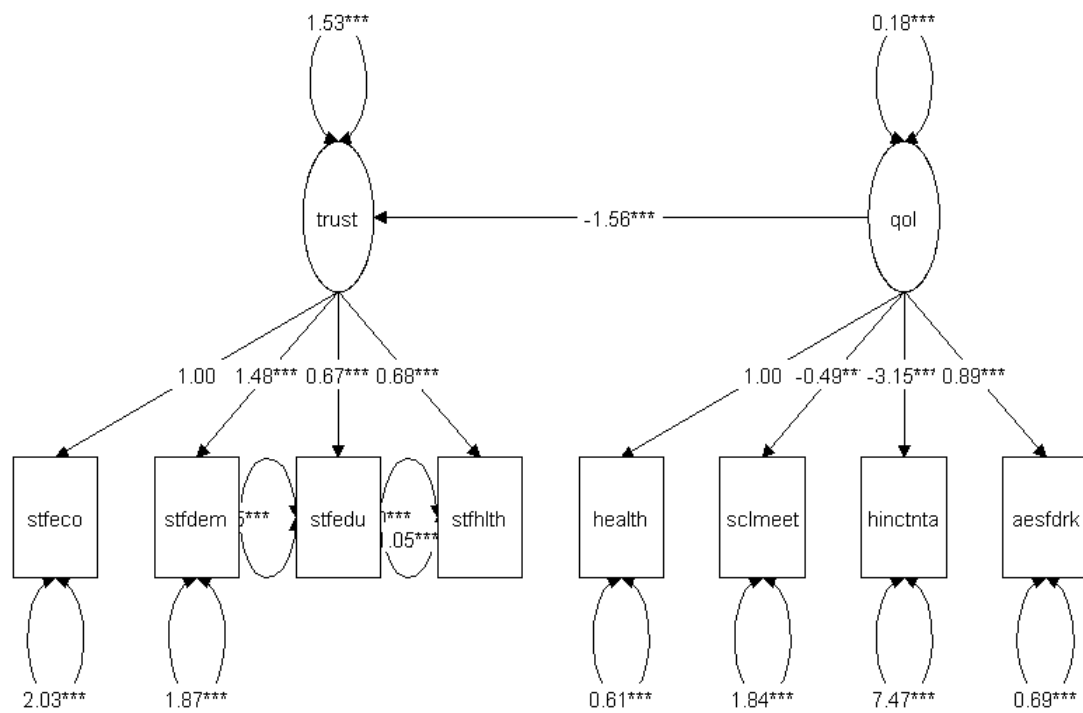 1.53***
0.18***
trust
-1.56***
qol
1.00 1.48*** 0.67*** 0.68***
1.00 -0.49** -3.15*** 0.89***
stfeco
stfdem
stfedu
stfhlth
health
sclmeet
hinctnta
aesfdrk
2.03***
1.87***
0.61***
1.84***
7.47***
0.69***